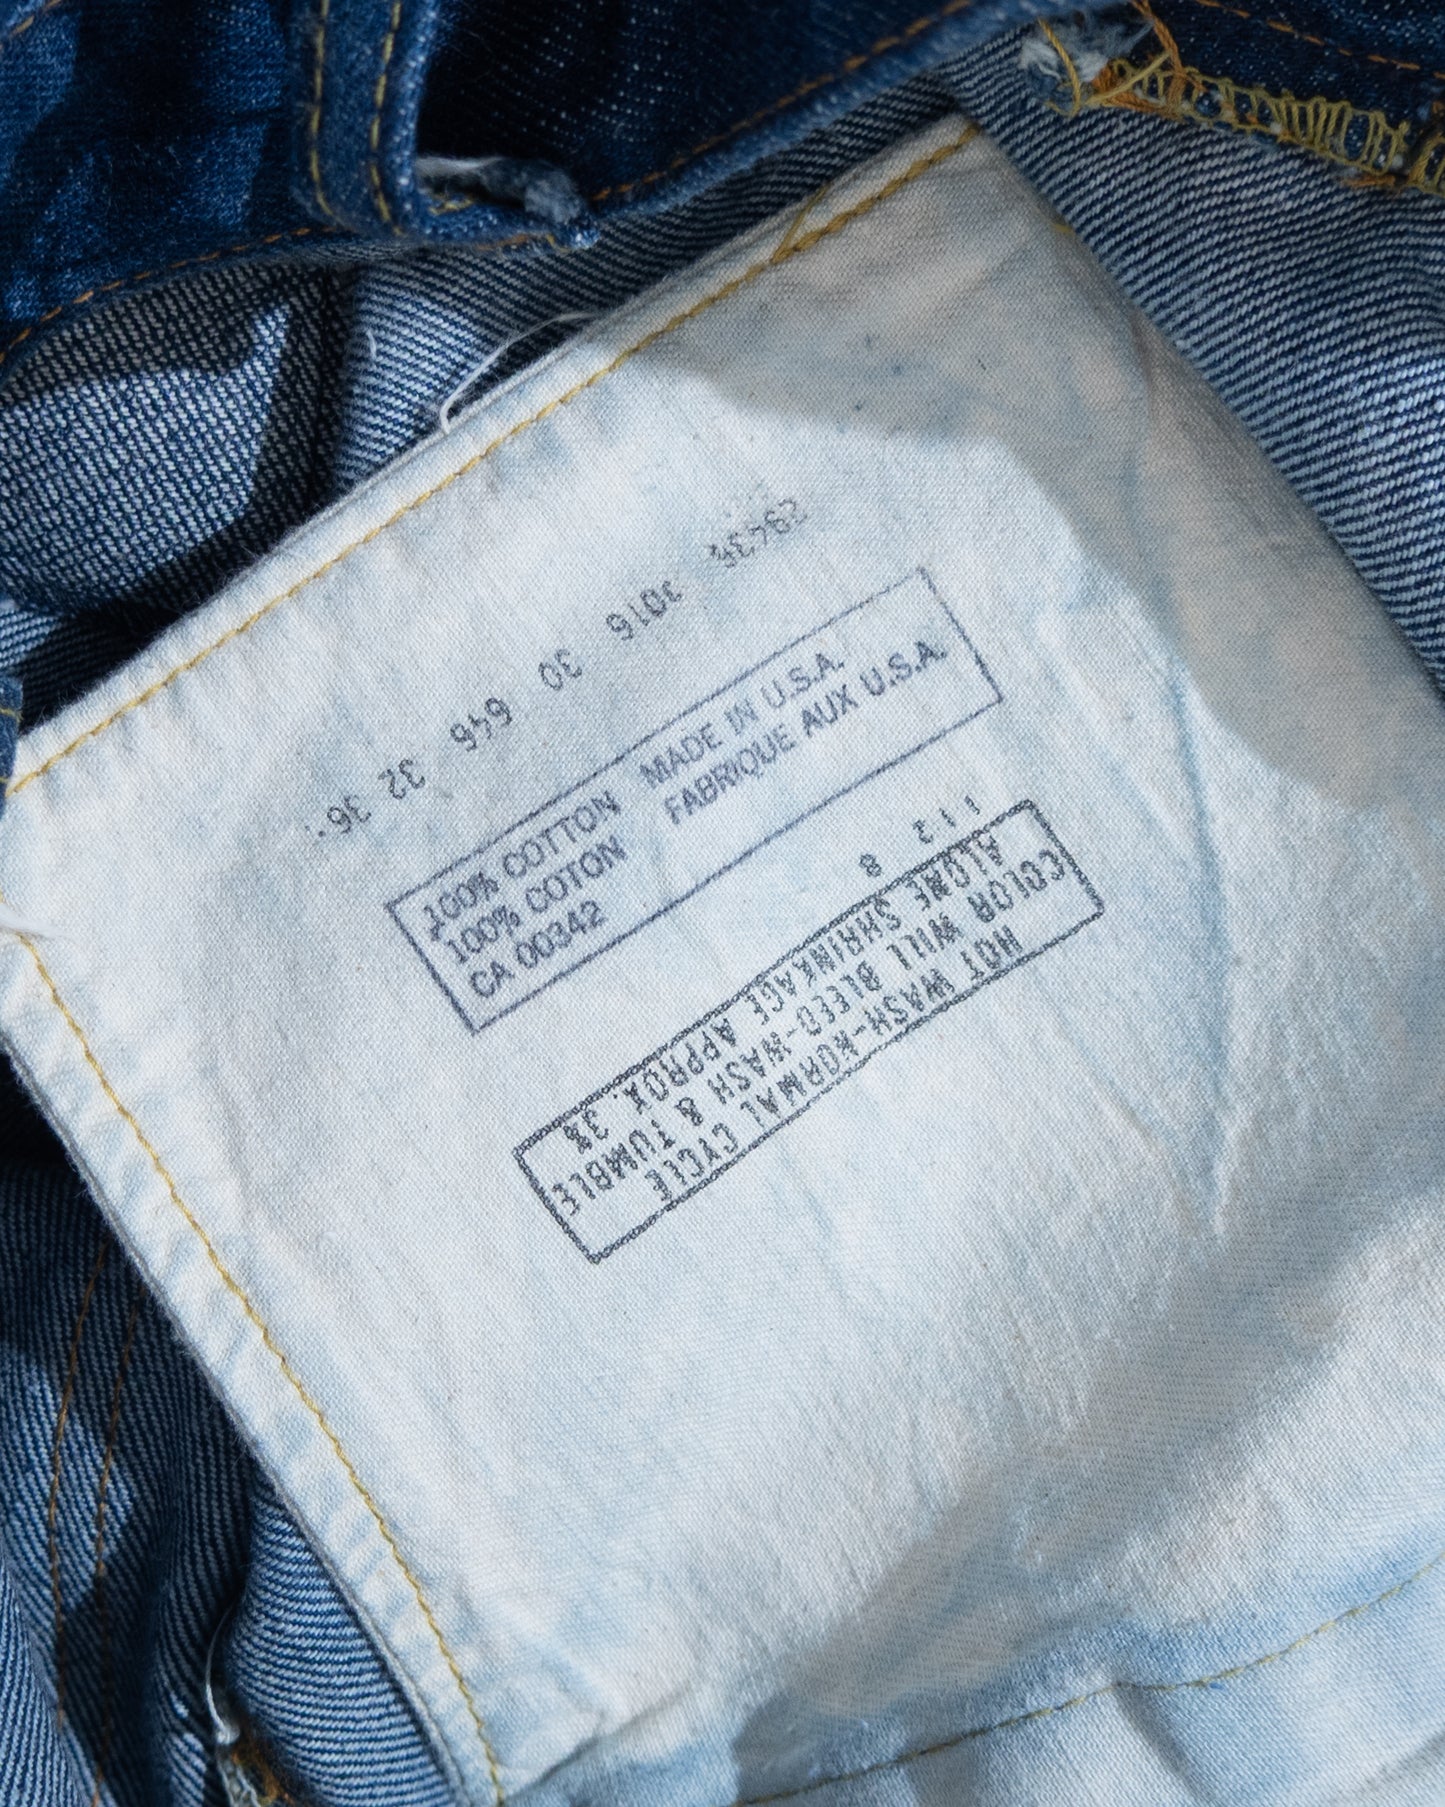 3016 30 646 32 36
100% COTTON MADE IN U.S.A.
100% COTON FABRIQUE AUX U.S.A.
CA 00342
HOT WASH-NORMAL CYCLE
COLOR WILL BLEED-WASH & TUMBLE
ALONE SHRINKAGE APPROX. 3%
113 8